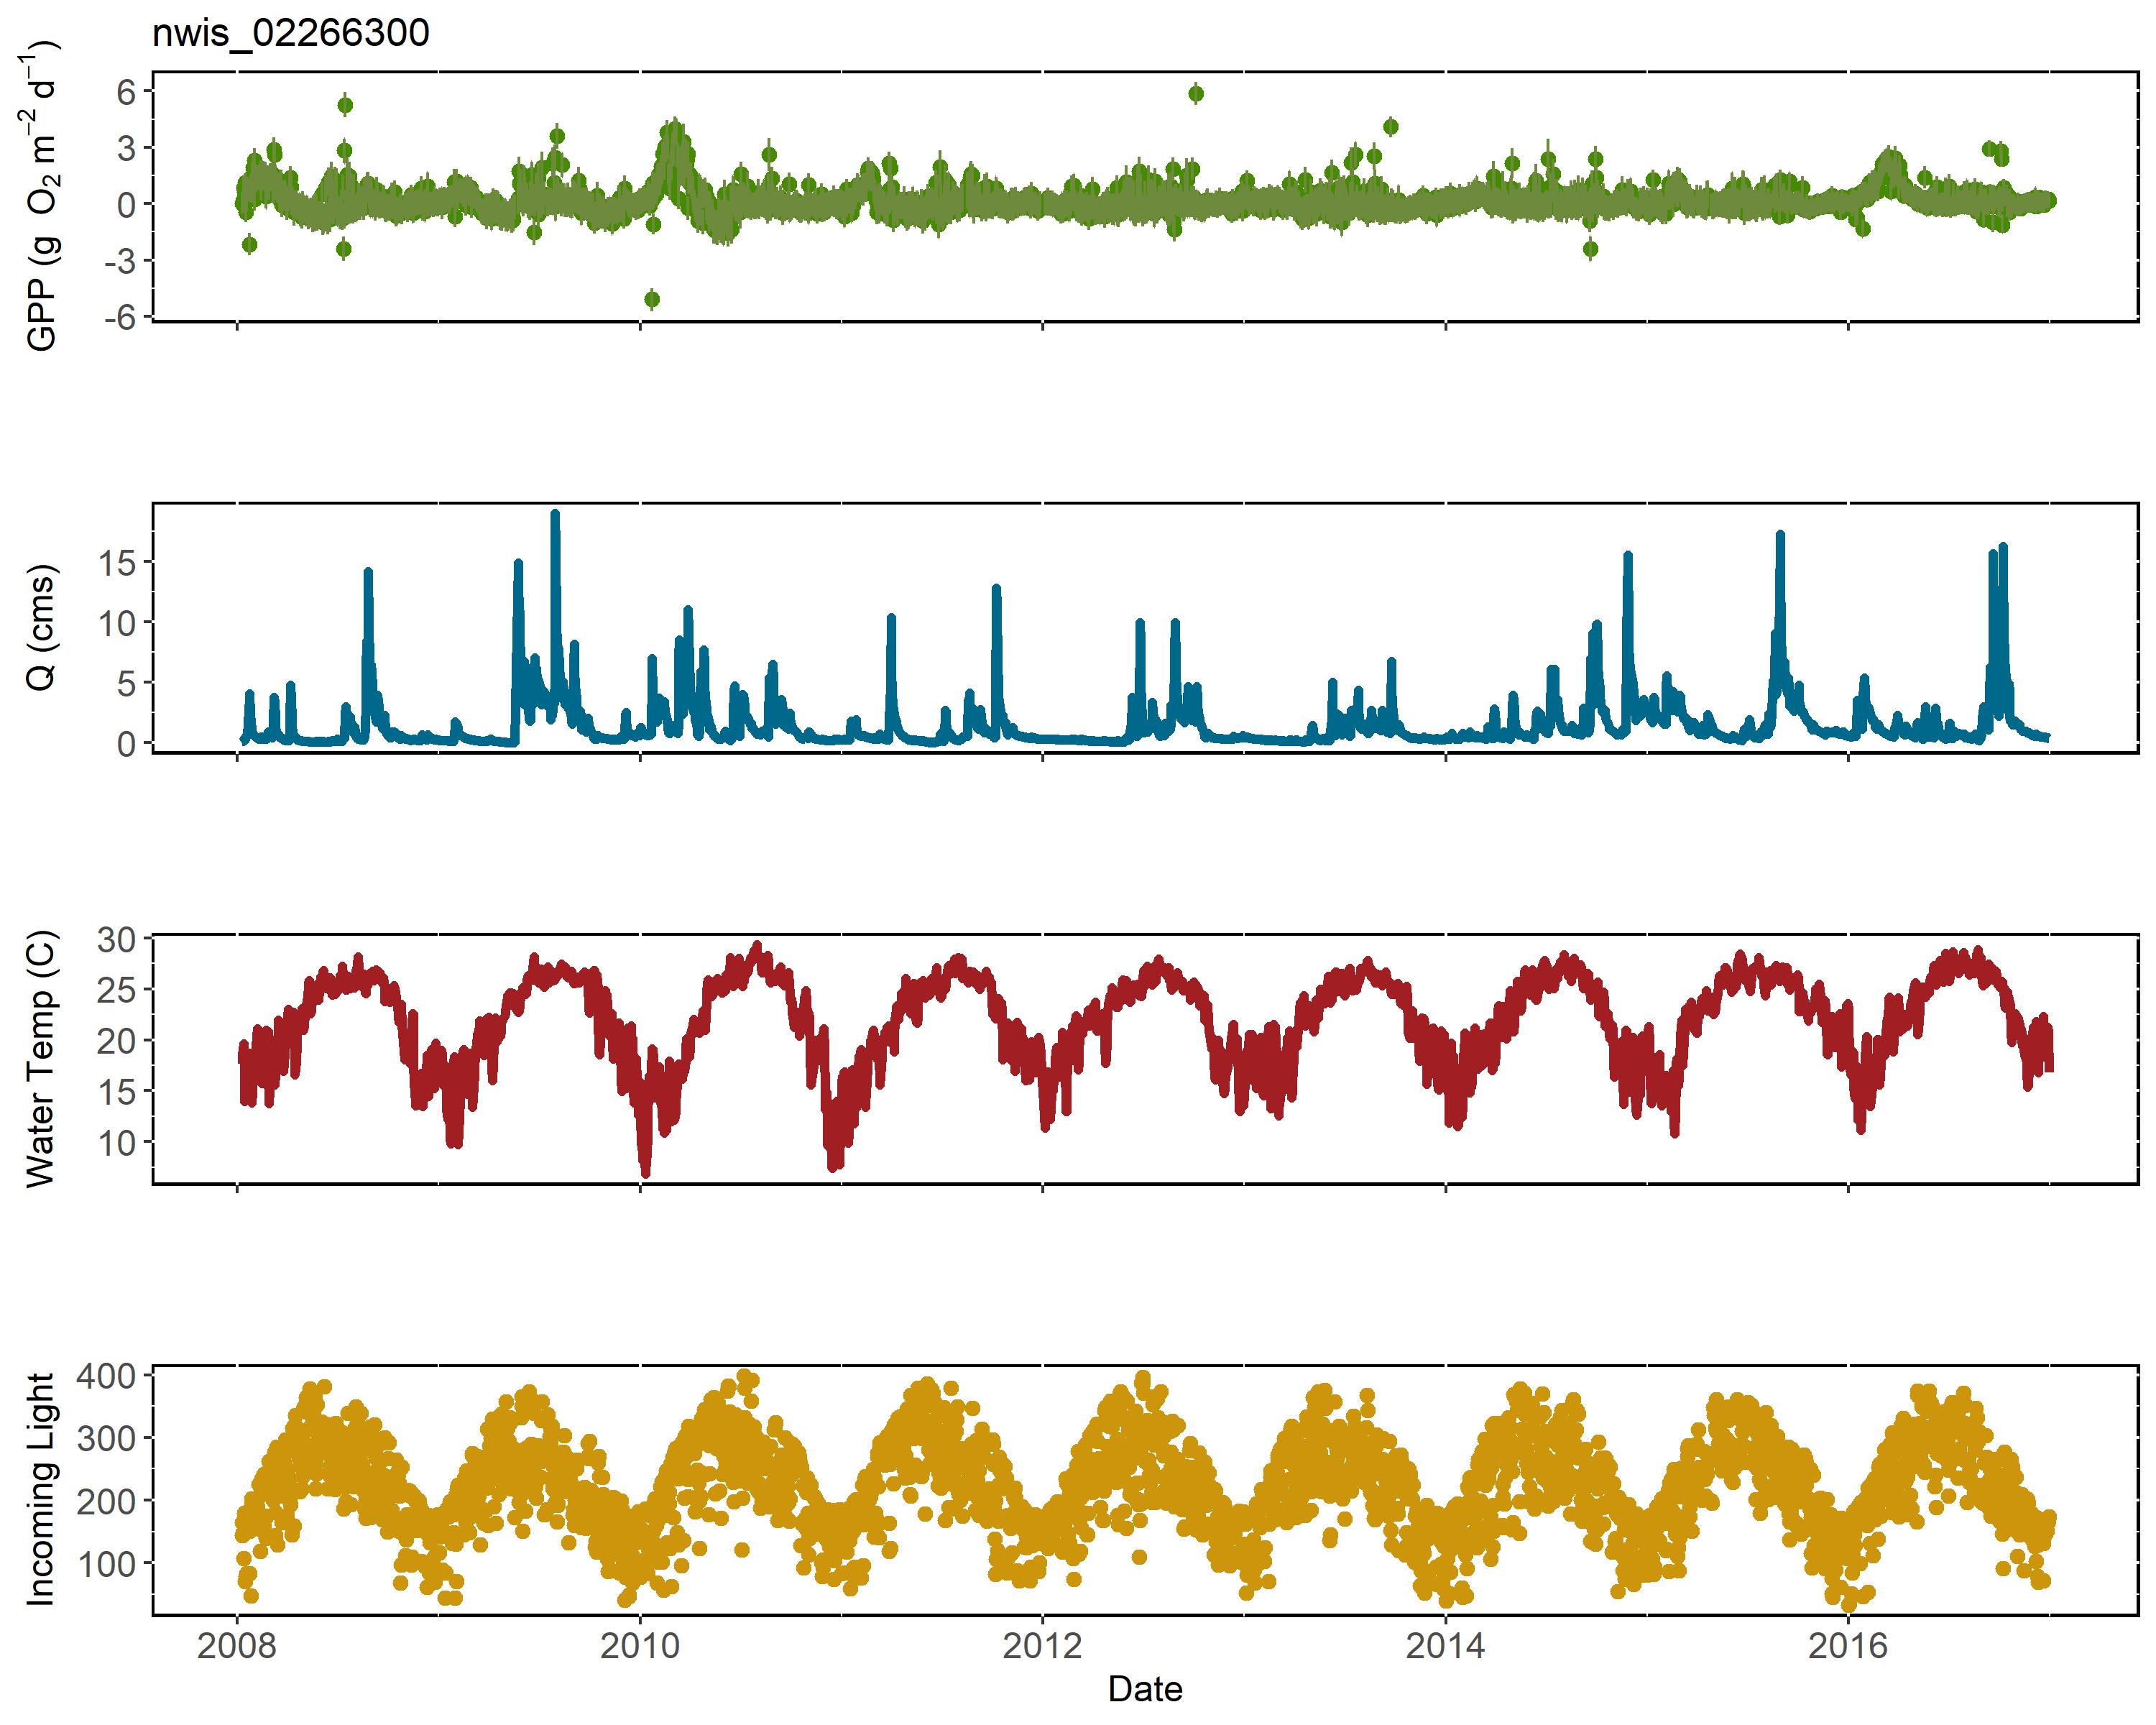 nwis_02266300
GPP (g O₂ m⁻² d⁻¹)
6
3
0
-3
-6
Q (cms)
15
10
5
0
Water Temp (C)
30
25
20
15
10
Incoming Light
400
300
200
100
2008 2010 2012 2014 2016
Date